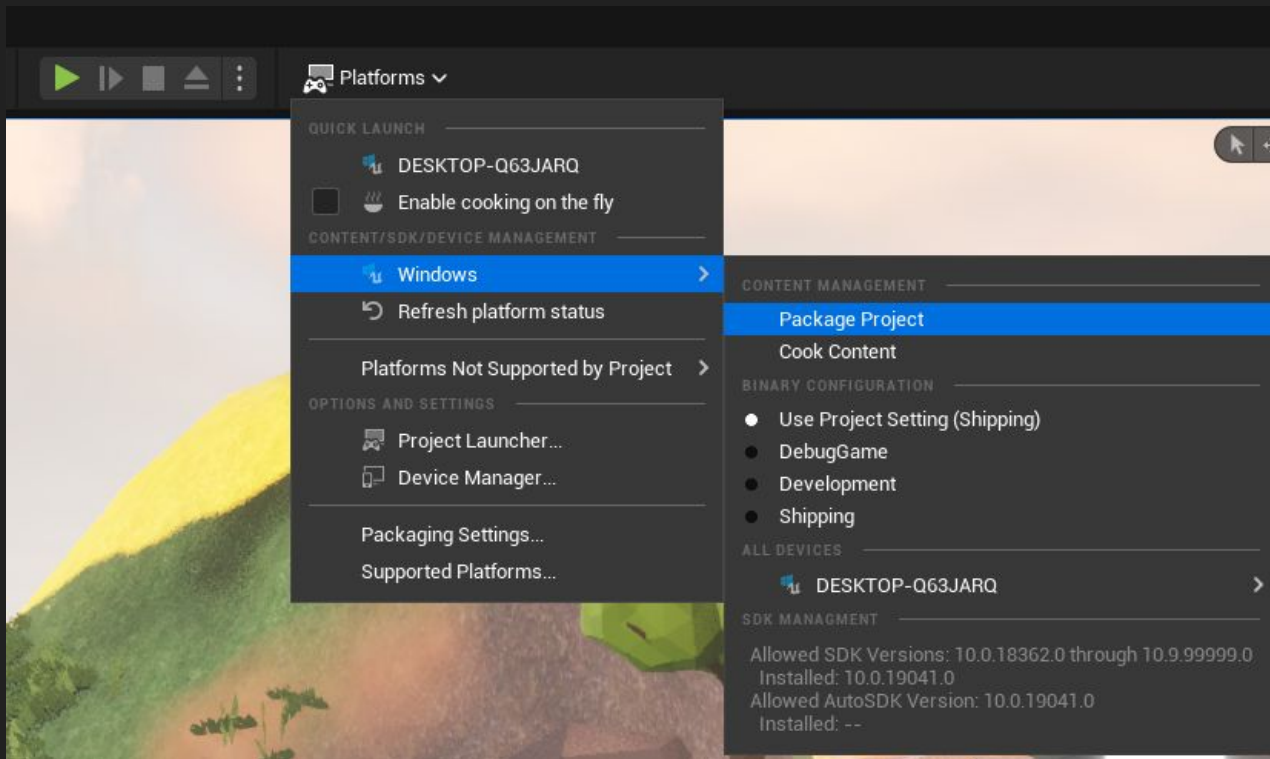 Platforms
QUICK LAUNCH
DESKTOP-Q63JARQ
Enable cooking on the fly
CONTENT/SDK/DEVICE MANAGEMENT
Windows
Refresh platform status
Platforms Not Supported by Project
OPTIONS AND SETTINGS
Project Launcher...
Device Manager...
Packaging Settings...
Supported Platforms...
CONTENT MANAGEMENT
Package Project
Cook Content
BINARY CONFIGURATION
Use Project Setting (Shipping)
DebugGame
Development
Shipping
ALL DEVICES
DESKTOP-Q63JARQ
SDK MANAGMENT
Allowed SDK Versions: 10.0.18362.0 through 10.9.99999.0
Installed: 10.0.19041.0
Allowed AutoSDK Version: 10.0.19041.0
Installed: --